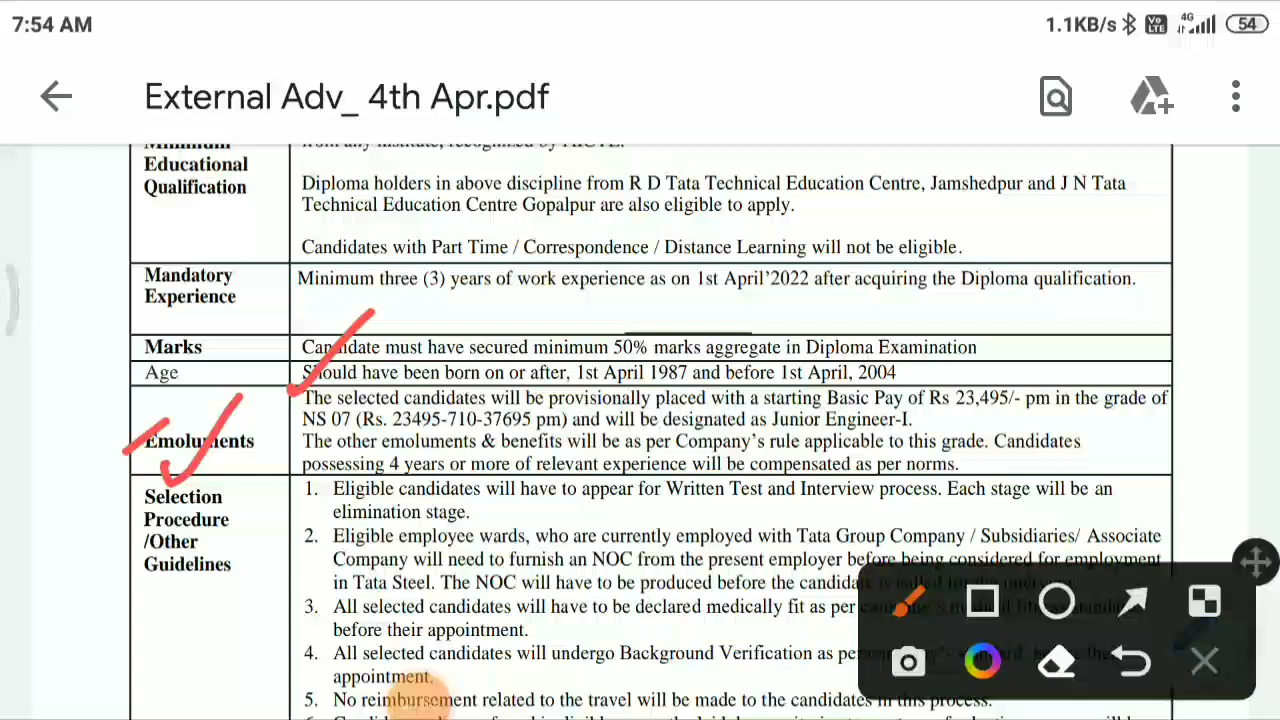 7:54 AM
1.1KB/s
Vo LTE
4G
54
External Adv_ 4th Apr.pdf
Minimum
Educational
Qualification
from any institute, recognized by AICTE.
Diploma holders in above discipline from R D Tata Technical Education Centre, Jamshedpur and J N Tata
Technical Education Centre Gopalpur are also eligible to apply.
Candidates with Part Time / Correspondence / Distance Learning will not be eligible.
Mandatory
Experience
Minimum three (3) years of work experience as on 1st April’2022 after acquiring the Diploma qualification.
Marks
Candidate must have secured minimum 50% marks aggregate in Diploma Examination
Age
Should have been born on or after, 1st April 1987 and before 1st April, 2004
Emoluments
The selected candidates will be provisionally placed with a starting Basic Pay of Rs 23,495/- pm in the grade of
NS 07 (Rs. 23495-710-37695 pm) and will be designated as Junior Engineer-I.
The other emoluments & benefits will be as per Company’s rule applicable to this grade. Candidates
possessing 4 years or more of relevant experience will be compensated as per norms.
Selection
Procedure
/Other
Guidelines
1. Eligible candidates will have to appear for Written Test and Interview process. Each stage will be an
elimination stage.
2. Eligible employee wards, who are currently employed with Tata Group Company / Subsidiaries/ Associate
Company will need to furnish an NOC from the present employer before being considered for employment
in Tata Steel. The NOC will have to be produced before the candidate
3. All selected candidates will have to be declared medically fit as per
before their appointment.
4. All selected candidates will undergo Background Verification as per
appointment.
5. No reimbursement related to the travel will be made to the candidates in this process.